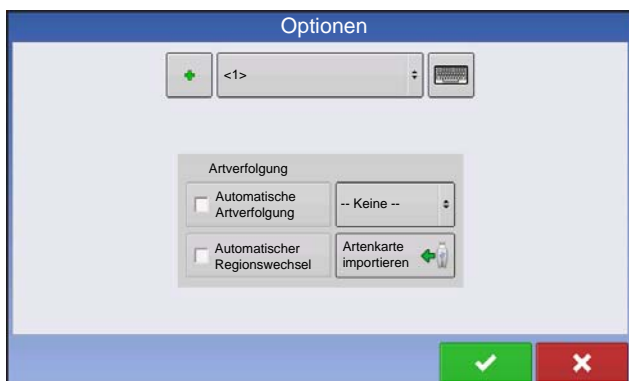 Optionen
<1>
Artverfolgung
Automatische
Artverfolgung
-- Keine --
Automatischer
Regionswechsel
Artenkarte
importieren